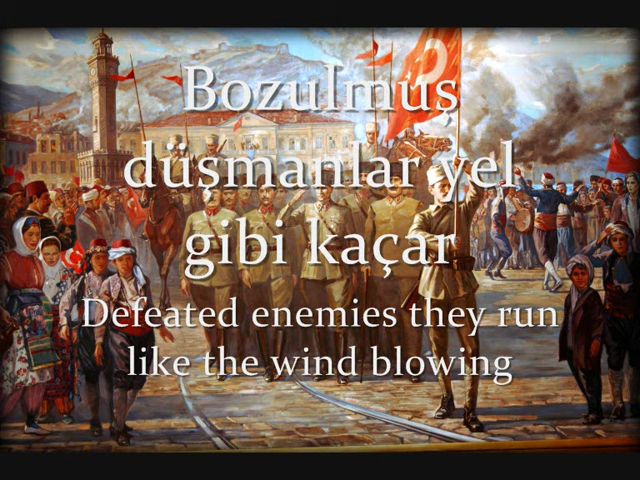 Bozulmuş
düşmanlar yel
gibi kaçar
Defeated enemies they run
like the wind blowing